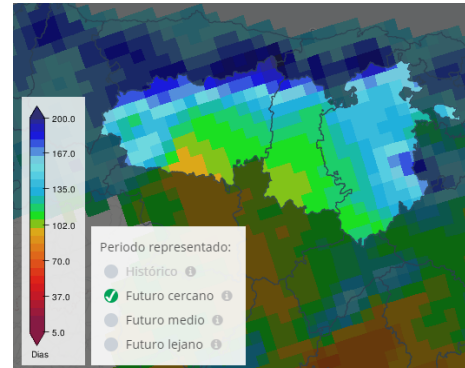 200.0
167.0
135.0
102.0
70.0
37.0
5.0
Dias
Periodo representado:
Histórico
Futuro cercano
Futuro medio
Futuro lejano